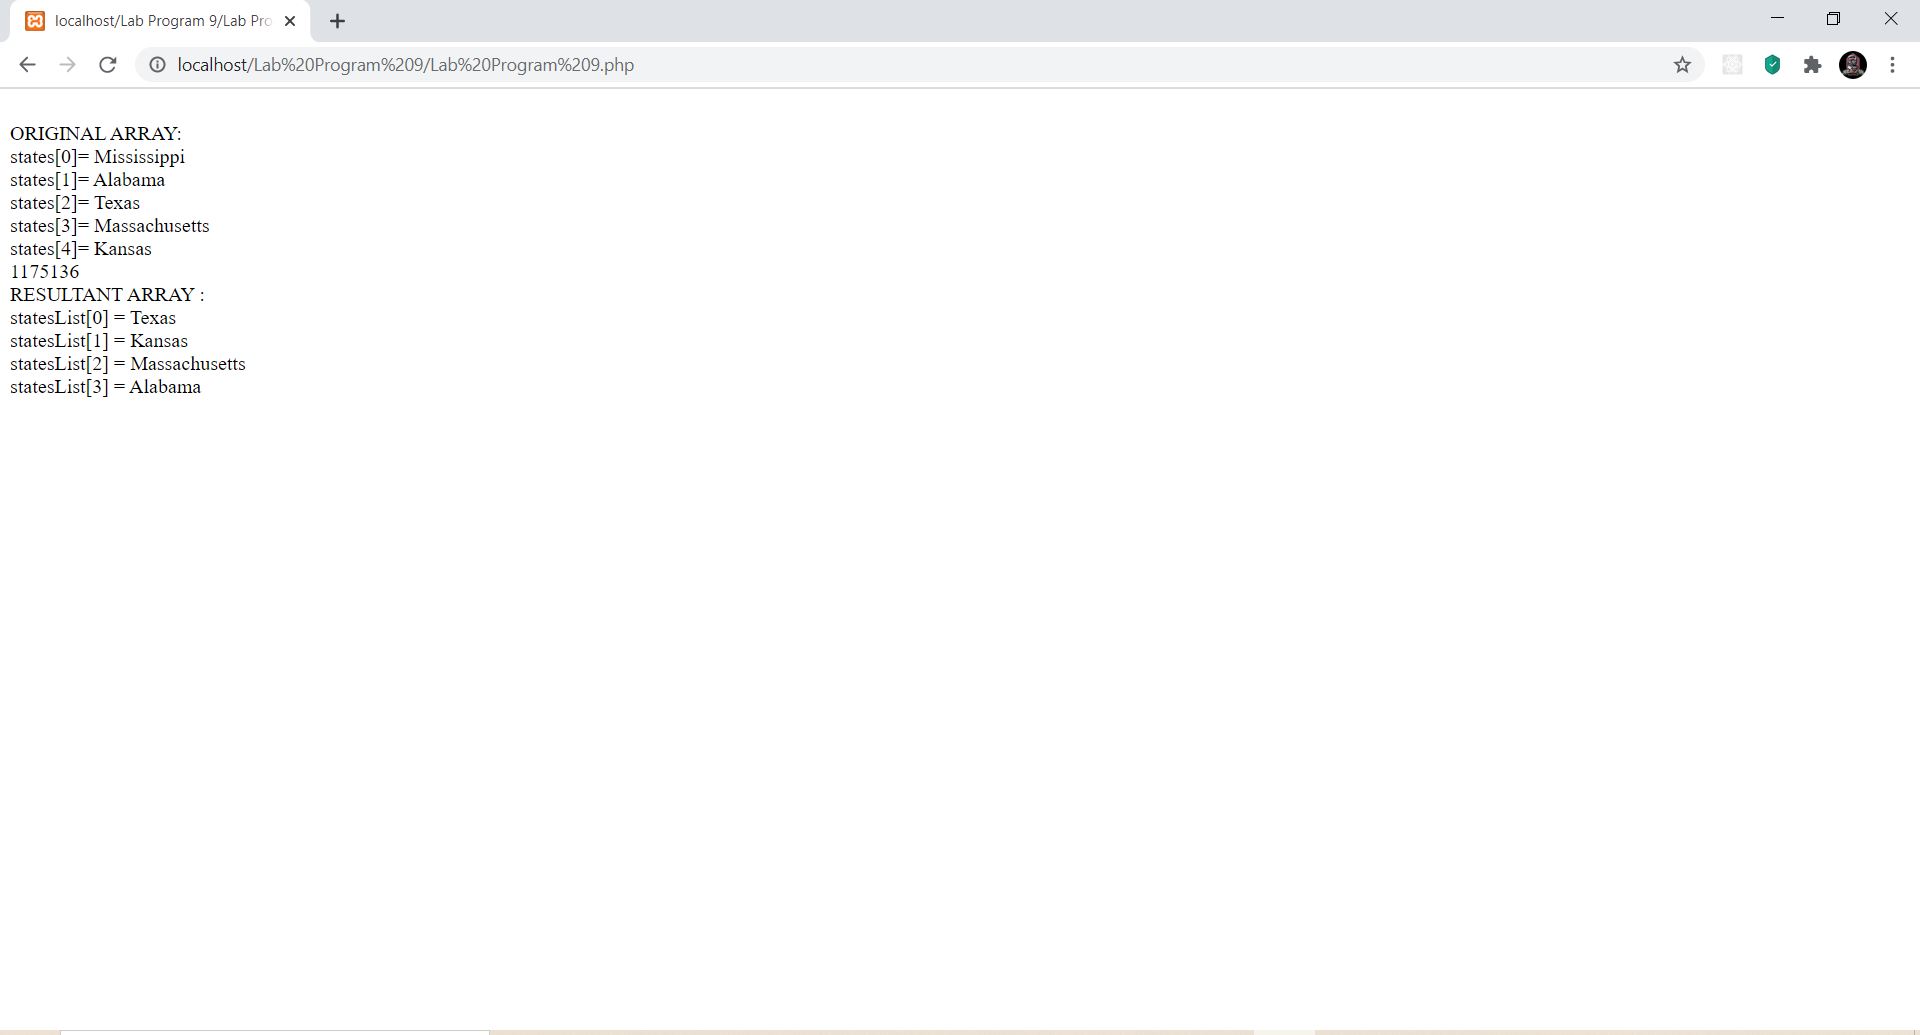 localhost/Lab Program 9/Lab Pro
localhost/Lab%20Program%209/Lab%20Program%209.php
ORIGINAL ARRAY:
states[0]= Mississippi
states[1]= Alabama
states[2]= Texas
states[3]= Massachusetts
states[4]= Kansas
1175136
RESULTANT ARRAY :
statesList[0] = Texas
statesList[1] = Kansas
statesList[2] = Massachusetts
statesList[3] = Alabama